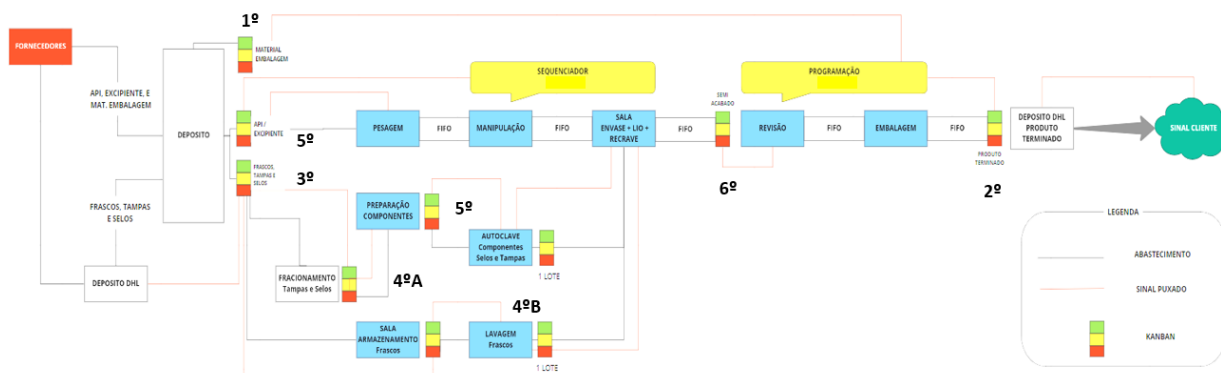 1º
FORNECEDORES
MATERIAL
EMBALAGEM
SEQUENCIADOR
PROGRAMAÇÃO
API, EXCIPIENTE, E
MAT. EMBALAGEM
DEPOSITO
API /
EXCIPIENTE
5º
PESAGEM
FIFO
MANIPULAÇÃO
FIFO
SALA
ENVASE + LIO +
RECRAVE
FIFO
SEMI
ACABADO
REVISÃO
FIFO
EMBALAGEM
FIFO
DEPOSITO DHL
PRODUTO
TERMINADO
SINAL CLIENTE
PRODUTO
TERMINADO
FRASCOS,
TAMPAS E
SELOS
3º
6º
2º
FRASCOS, TAMPAS
E SELOS
PREPARAÇÃO
COMPONENTES
5º
AUTOCLAVE
Componentes
Selos e Tampas
1 LOTE
DEPOSITO DHL
FRACIONAMENTO
Tampas e Selos
4ºA
4ºB
SALA
ARMAZENAMENTO
Frascos
LAVAGEM
Frascos
1 LOTE
LEGENDA
ABASTECIMENTO
SINAL PUXADO
KANBAN